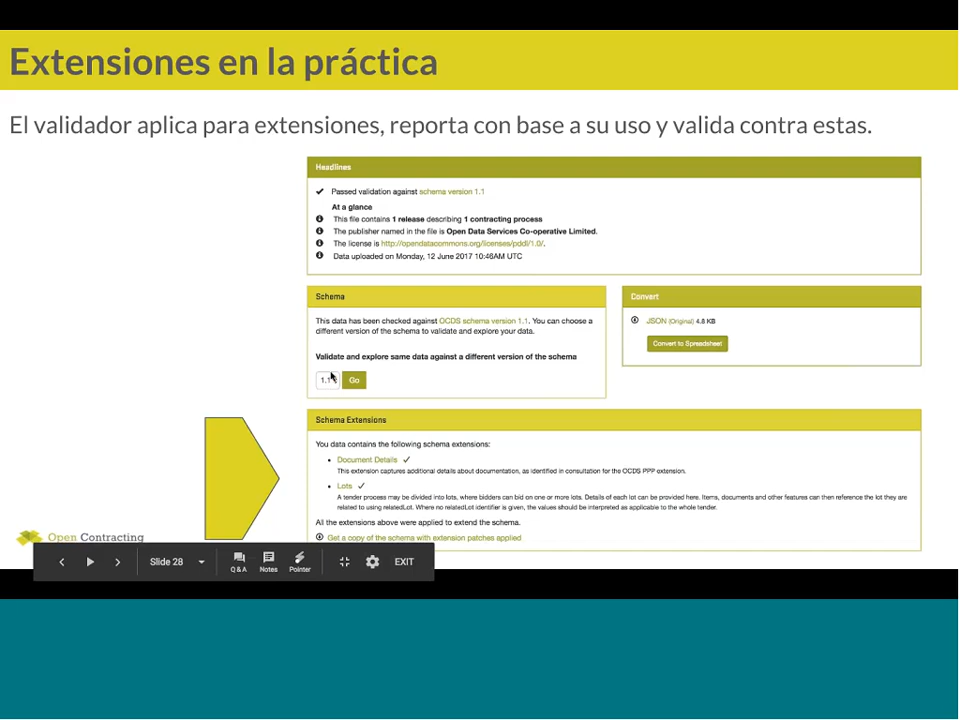 Extensiones en la práctica
El validador aplica para extensiones, reporta con base a su uso y valida contra estas.
Headlines
Passed validation against schema version 1.1
At a glance
This file contains 1 release describing 1 contracting process
The publisher named in the file is Open Data Services Co-operative Limited.
The license is http://opendatacommons.org/licenses/pddl/1.0/.
Data uploaded on Monday, 12 June 2017 10:46AM UTC
Schema
This data has been checked against OCDS schema version 1.1. You can choose a
different version of the schema to validate and explore your data.
Validate and explore same data against a different version of the schema
1.1
Go
Convert
JSON (Original) 4.8 KB
Convert to Spreadsheet
Schema Extensions
You data contains the following schema extensions:
Document Details
This extension captures additional details about documentation, as identified in consultation for the OCDS PPP extension.
Lots
A tender process may be divided into lots, where bidders can bid on one or more lots. Details of each lot can be provided here. Items, documents and other features can then reference the lot they are
related to using relatedLot. Where no relatedLot identifier is given, the values should be interpreted as applicable to the whole tender.
All the extensions above were applied to extend the schema.
Get a copy of the schema with extension patches applied
Open Contracting
Slide 28
Q & A
Notes
Pointer
EXIT